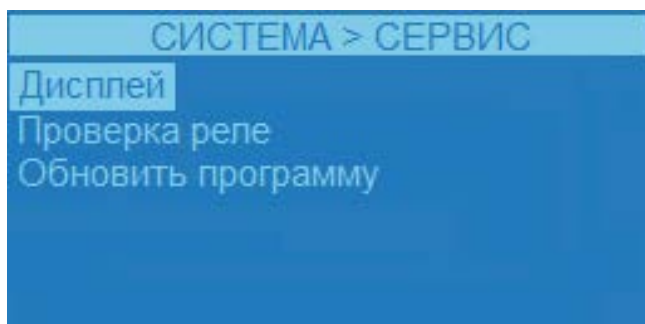 СИСТЕМА > СЕРВИС
Дисплей
Проверка реле
Обновить программу